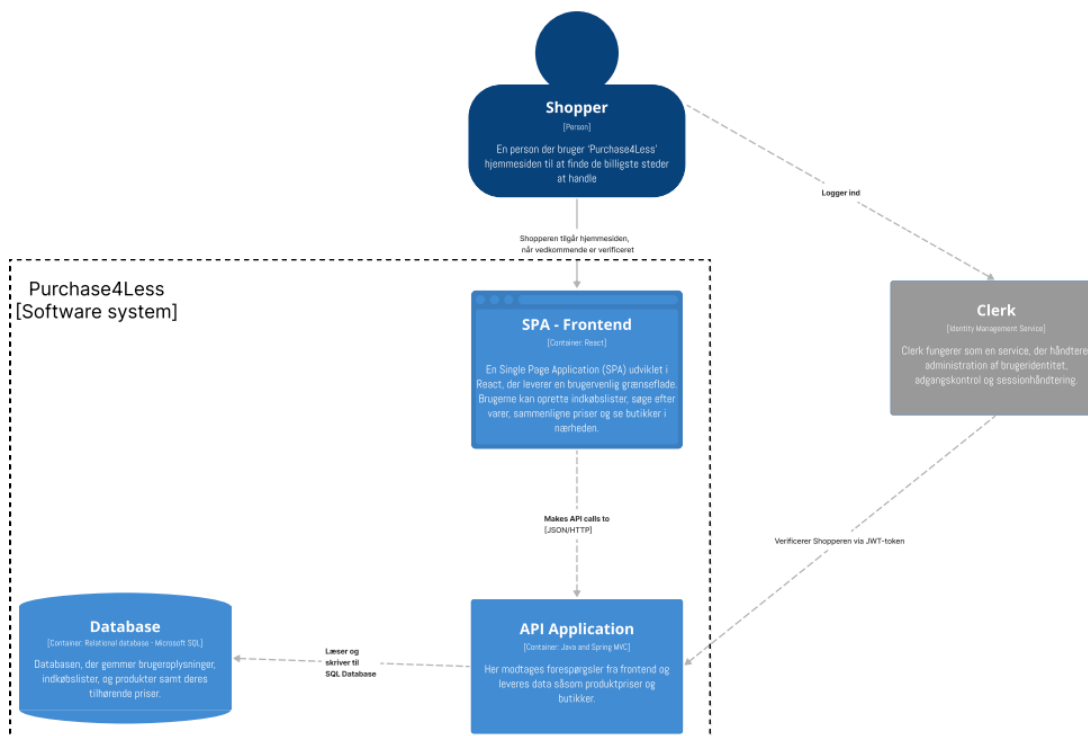 Shopper
[Person]
En person der bruger 'Purchase4Less'
hjemmesiden til at finde de billigste steder
at handle
Logger ind
Shopperen tilgår hjemmesiden,
når vedkommende er verificeret
Purchase4Less
[Software system]
SPA - Frontend
[Container: React]
En Single Page Application (SPA) udviklet i
React, der leverer en brugervenlig grænseflade.
Brugerne kan oprette indkøbslister, søge efter
varer, sammenligne priser og se butikker i
nærheden.
Clerk
[Identity Management Service]
Clerk fungerer som en service, der håndtere
administration af brugeridentitet,
adgangskontrol og sessionhåndtering.
Makes API calls to
[JSON/HTTP]
Verificerer Shopperen via JWT-token
Database
[Container: Relational database - Microsoft SQL]
Databasen, der gemmer brugeroplysninger,
indkøbslister, og produkter samt deres
tilhørende priser.
Læser og
skriver til
SQL Database
API Application
[Container: Java and Spring MVC]
Her modtages forespørgsler fra frontend og
leveres data såsom produktpriser og
butikker.